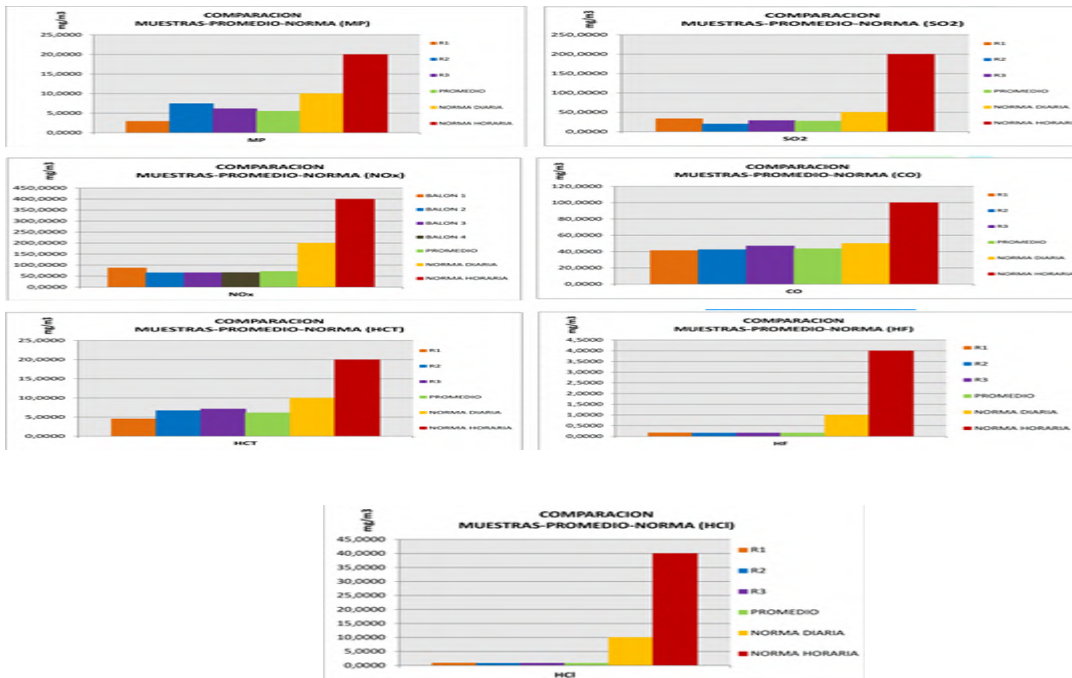 COMPARACION
MUESTRAS-PROMEDIO-NORMA (MP)
mg/m3
25,0000
20,0000
15,0000
10,0000
5,0000
0,0000
MP
R1
R2
R3
PROMEDIO
NORMA DIARIA
NORMA HORARIA
COMPARACION
MUESTRAS-PROMEDIO-NORMA (SO2)
mg/m3
250,0000
200,0000
150,0000
100,0000
50,0000
0,0000
SO2
R1
R2
R3
PROMEDIO
NORMA DIARIA
NORMA HORARIA
COMPARACION
MUESTRAS-PROMEDIO-NORMA (NOx)
mg/m3
450,0000
400,0000
350,0000
300,0000
250,0000
200,0000
150,0000
100,0000
50,0000
0,0000
NOx
BALON 1
BALON 2
BALON 3
BALON 4
PROMEDIO
NORMA DIARIA
NORMA HORARIA
COMPARACION
MUESTRAS-PROMEDIO-NORMA (CO)
mg/m3
120,0000
100,0000
80,0000
60,0000
40,0000
20,0000
0,0000
CO
R1
R2
R3
PROMEDIO
NORMA DIARIA
NORMA HORARIA
COMPARACION
MUESTRAS-PROMEDIO-NORMA (HCT)
mg/m3
25,0000
20,0000
15,0000
10,0000
5,0000
0,0000
HCT
R1
R2
R3
PROMEDIO
NORMA DIARIA
NORMA HORARIA
COMPARACION
MUESTRAS-PROMEDIO-NORMA (HF)
mg/m3
4,5000
4,0000
3,5000
3,0000
2,5000
2,0000
1,5000
1,0000
0,5000
0,0000
HF
R1
R2
R3
PROMEDIO
NORMA DIARIA
NORMA HORARIA
COMPARACION
MUESTRAS-PROMEDIO-NORMA (HCl)
mg/m3
45,0000
40,0000
35,0000
30,0000
25,0000
20,0000
15,0000
10,0000
5,0000
0,0000
HCl
R1
R2
R3
PROMEDIO
NORMA DIARIA
NORMA HORARIA